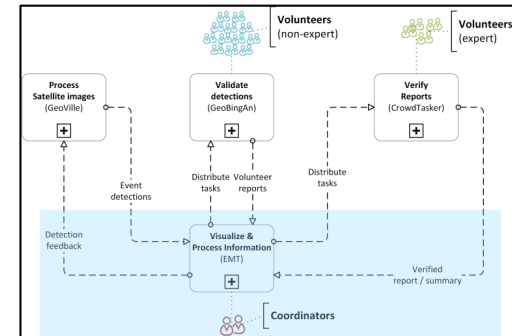 Volunteers
(non-expert)
Volunteers
(expert)
Process
Satellite images
(GeoVille)
Validate
detections
(GeoBingAn)
Verify
Reports
(CrowdTasker)
Event
detections
Distribute
tasks
Volunteer
reports
Distribute
tasks
Detection
feedback
Visualize &
Process Information
(EMT)
Verified
report / summary
Coordinators